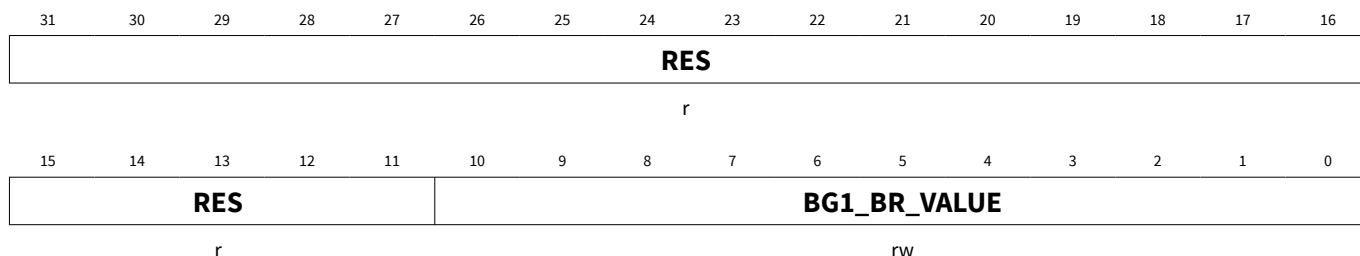 31 30 29 28 27 26 25 24 23 22 21 20 19 18 17 16
RES
r
15 14 13 12 11 10 9 8 7 6 5 4 3 2 1 0
RES BG1_BR_VALUE
r rw